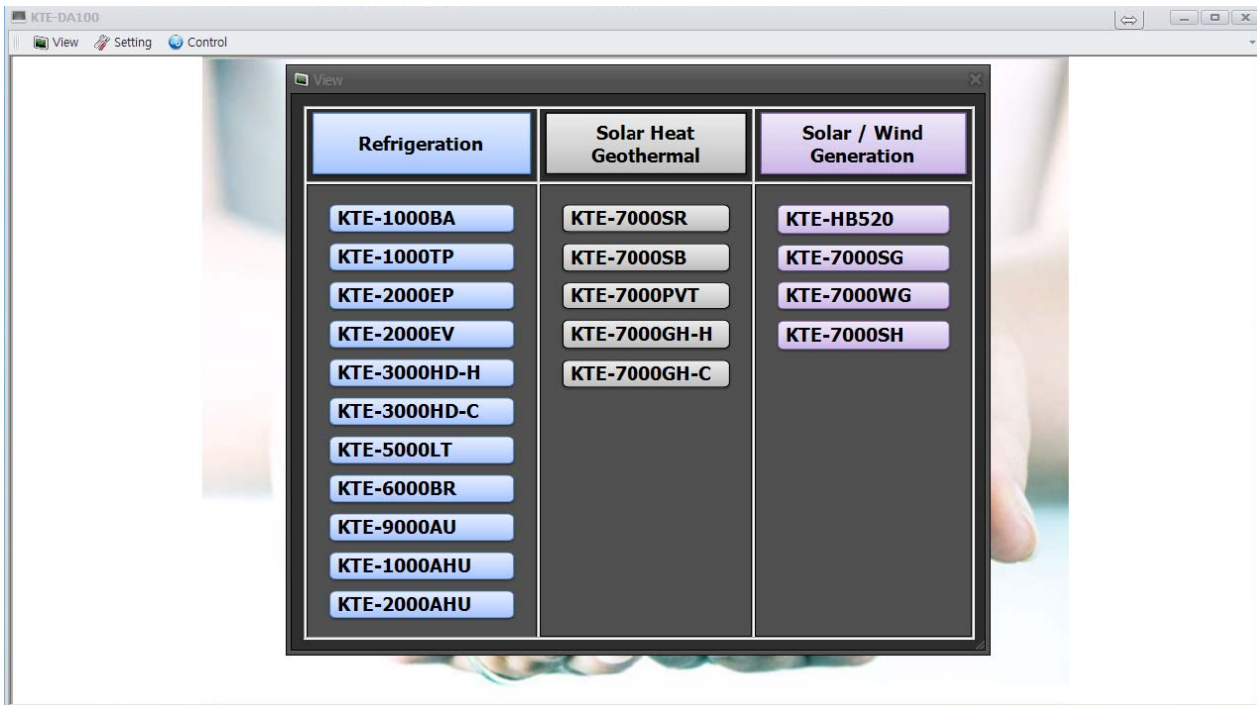 KTE-DA100
View Setting Control
View
Refrigeration
Solar Heat
Geothermal
Solar / Wind
Generation
KTE-1000BA
KTE-1000TP
KTE-2000EP
KTE-2000EV
KTE-3000HD-H
KTE-3000HD-C
KTE-5000LT
KTE-6000BR
KTE-9000AU
KTE-1000AHU
KTE-2000AHU
KTE-7000SR
KTE-7000SB
KTE-7000PVT
KTE-7000GH-H
KTE-7000GH-C
KTE-HB520
KTE-7000SG
KTE-7000WG
KTE-7000SH